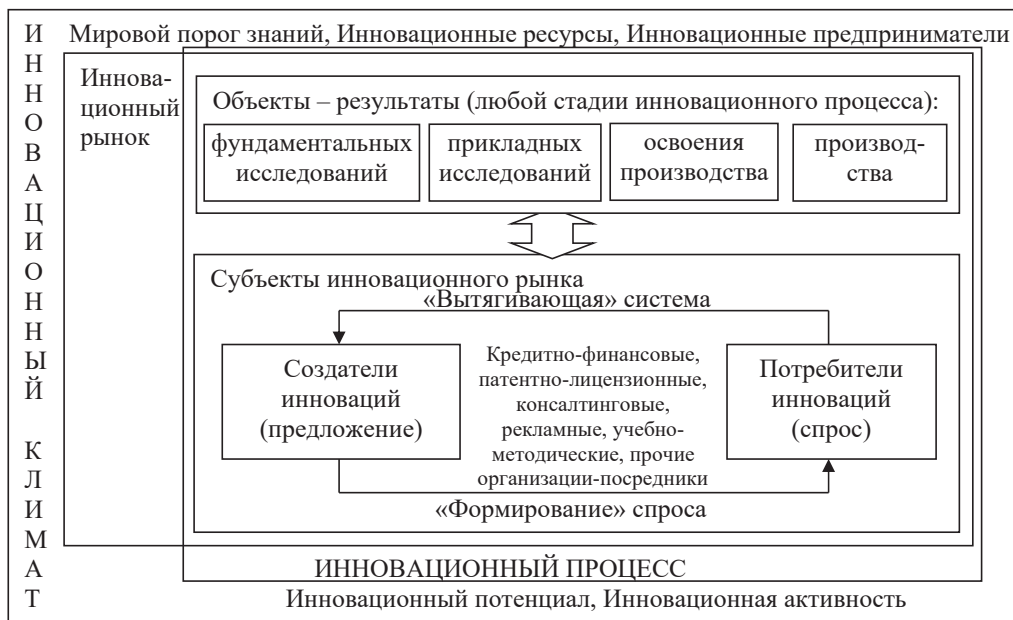 ИННОВАЦИОННЫЙ КЛИМАТ
Мировой порог знаний, Инновационные ресурсы, Инновационные предприниматели
Иннова-
ционный
рынок
Объекты – результаты (любой стадии инновационного процесса):
фундаментальных
исследований
прикладных
исследований
освоения
производства
производ-
ства
Субъекты инновационного рынка
«Вытягивающая» система
Создатели
инноваций
(предложение)
Кредитно-финансовые,
патентно-лицензионные,
консалтинговые,
рекламные, учебно-
методические, прочие
организации-посредники
Потребители
инноваций
(спрос)
«Формирование» спроса
ИННОВАЦИОННЫЙ ПРОЦЕСС
Инновационный потенциал, Инновационная активность